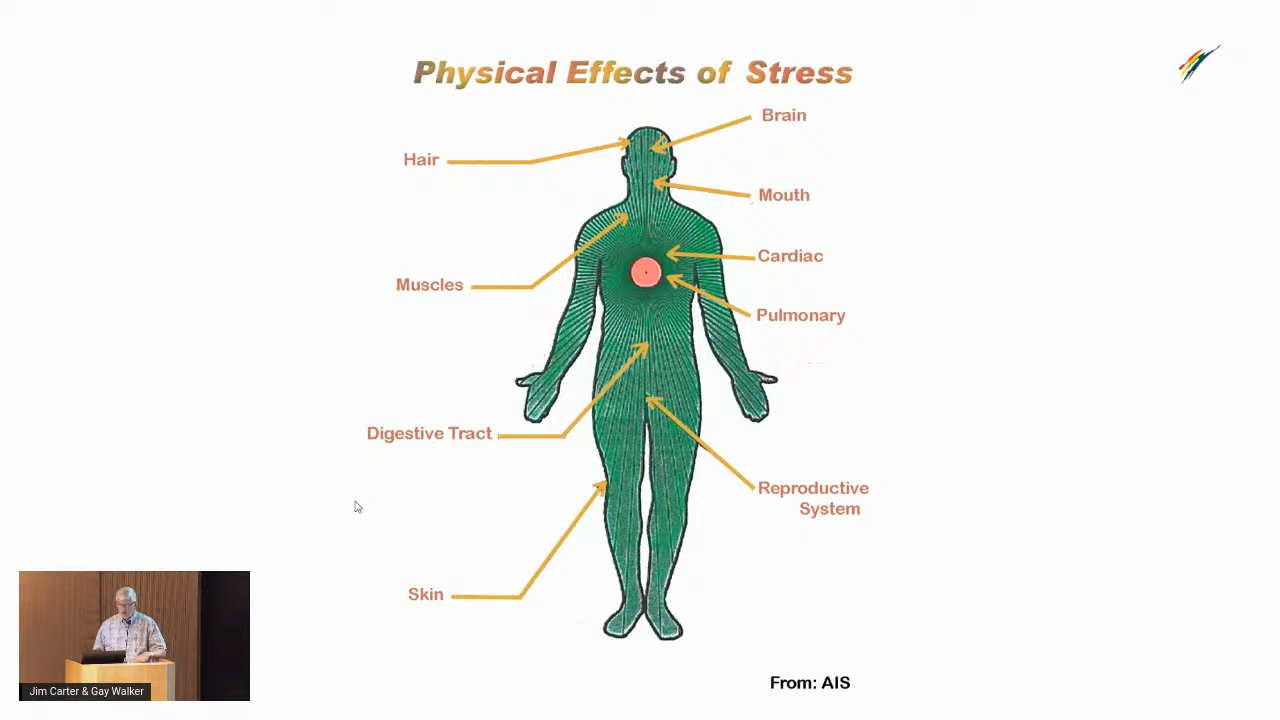 Physical Effects of Stress
Brain
Hair
Mouth
Cardiac
Muscles
Pulmonary
Digestive Tract
Reproductive
System
Skin
From: AIS
Jim Carter & Gay Walker